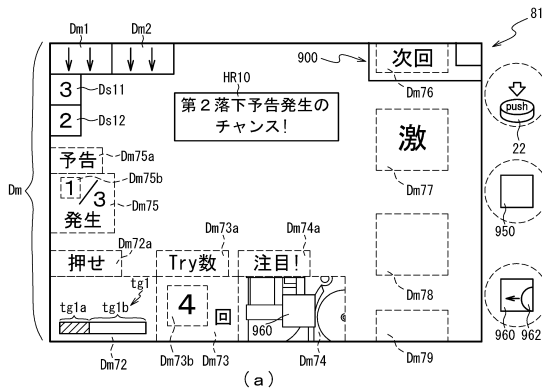 81
Dm1
Dm2
900
次回
Dm76
3
Ds11
HR10
2
Ds12
第2落下予告発生の
チャンス!
激
Dm77
push
22
Dm
予告
Dm75a
Dm75b
1/3
Dm75
発生
950
Dm72a
Dm73a
Dm74a
押せ
Try数
注目!
Dm78
tg1
tg1a
tg1b
4
回
960
Dm72
Dm73b
Dm73
Dm74
Dm79
960
962
(a)